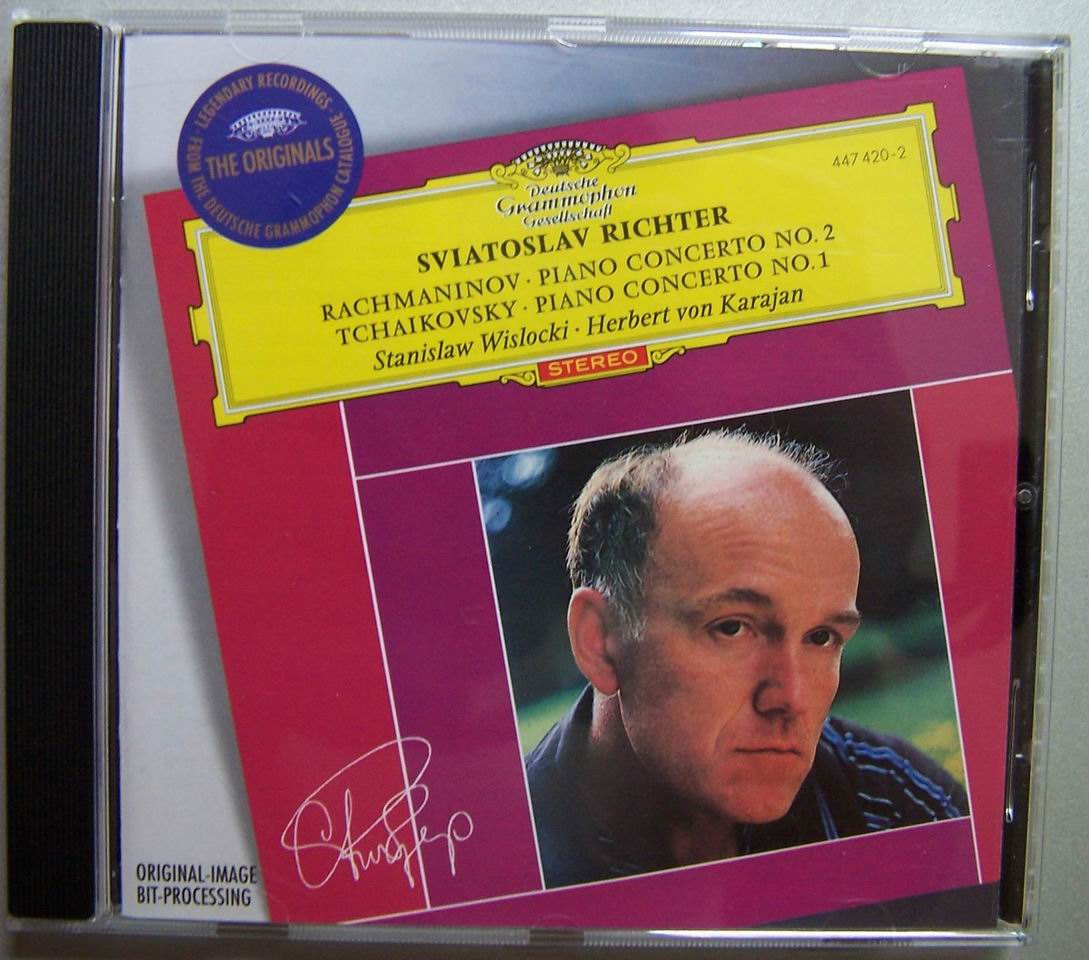 LEGENDARY RECORDINGS ·
THE ORIGINALS
· FROM THE DEUTSCHE GRAMMOPHON CATALOGUE ·
447 420-2
Deutsche
Grammophon
Gesellschaft
SVIATOSLAV RICHTER
RACHMANINOV · PIANO CONCERTO NO. 2
TCHAIKOVSKY · PIANO CONCERTO NO. 1
Stanislaw Wislocki · Herbert von Karajan
STEREO
ORIGINAL-IMAGE
BIT-PROCESSING